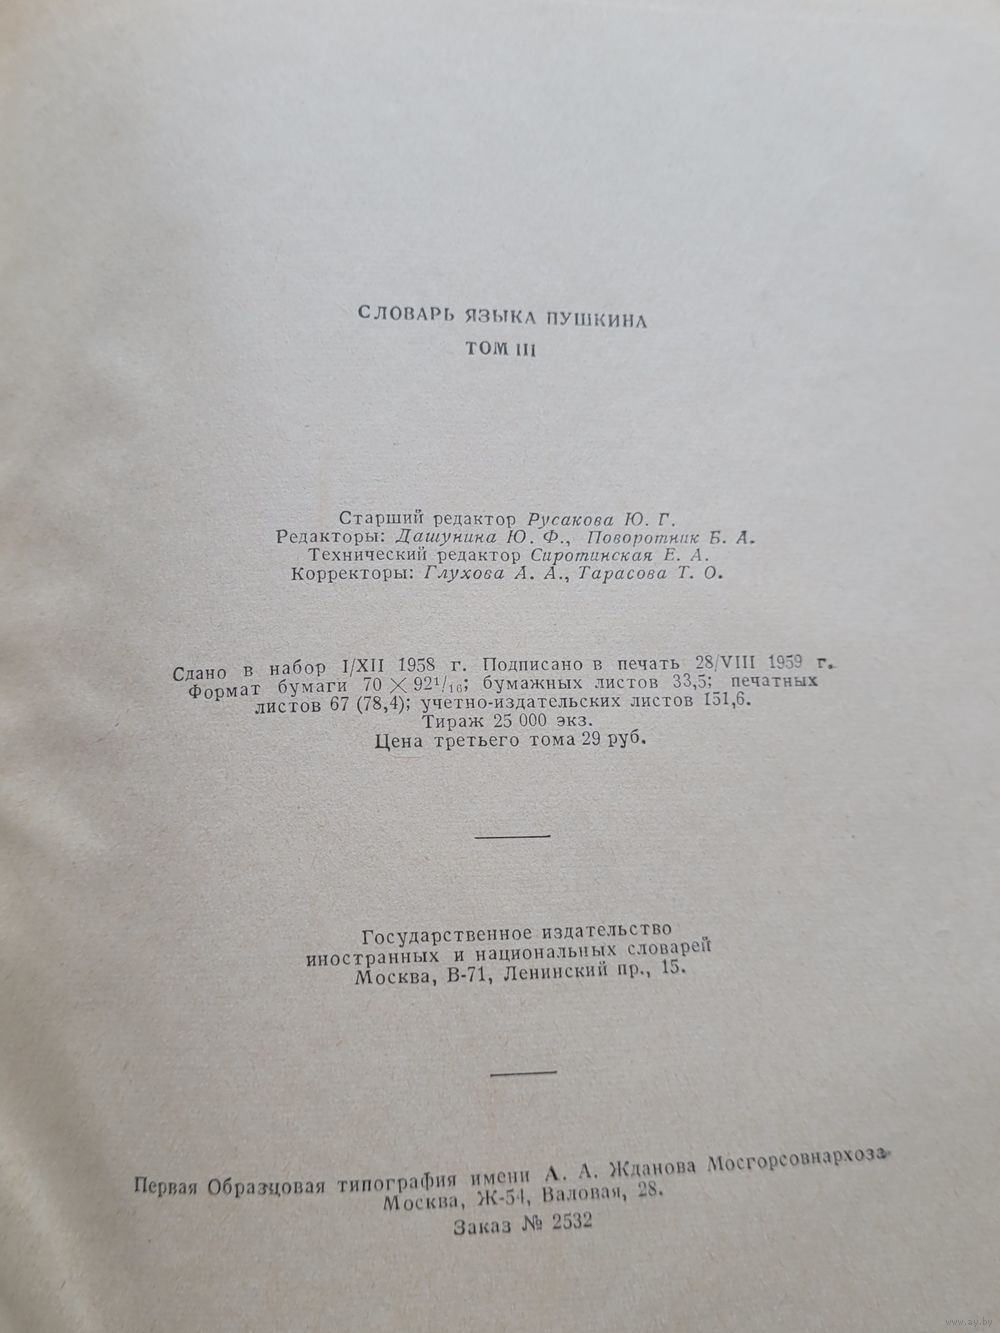 СЛОВАРЬ ЯЗЫКА ПУШКИНА
ТОМ III
Старший редактор Русакова Ю. Г.
Редакторы: Дашунина Ю. Ф., Поворотник Б. А.
Технический редактор Сиротинская Е. А.
Корректоры: Глухова А. А., Тарасова Т. О.
Сдано в набор I/XII 1958 г. Подписано в печать 28/VIII 1959 г.
Формат бумаги 70 × 92¹/₁₆; бумажных листов 33,5; печатных
листов 67 (78,4); учетно-издательских листов 151,6.
Тираж 25 000 экз.
Цена третьего тома 29 руб.
Государственное издательство
иностранных и национальных словарей
Москва, В-71, Ленинский пр., 15.
Первая Образцовая типография имени А. А. Жданова Мосгорсовнархоза
Москва, Ж-54, Валовая, 28.
Заказ № 2532
www.ay.by